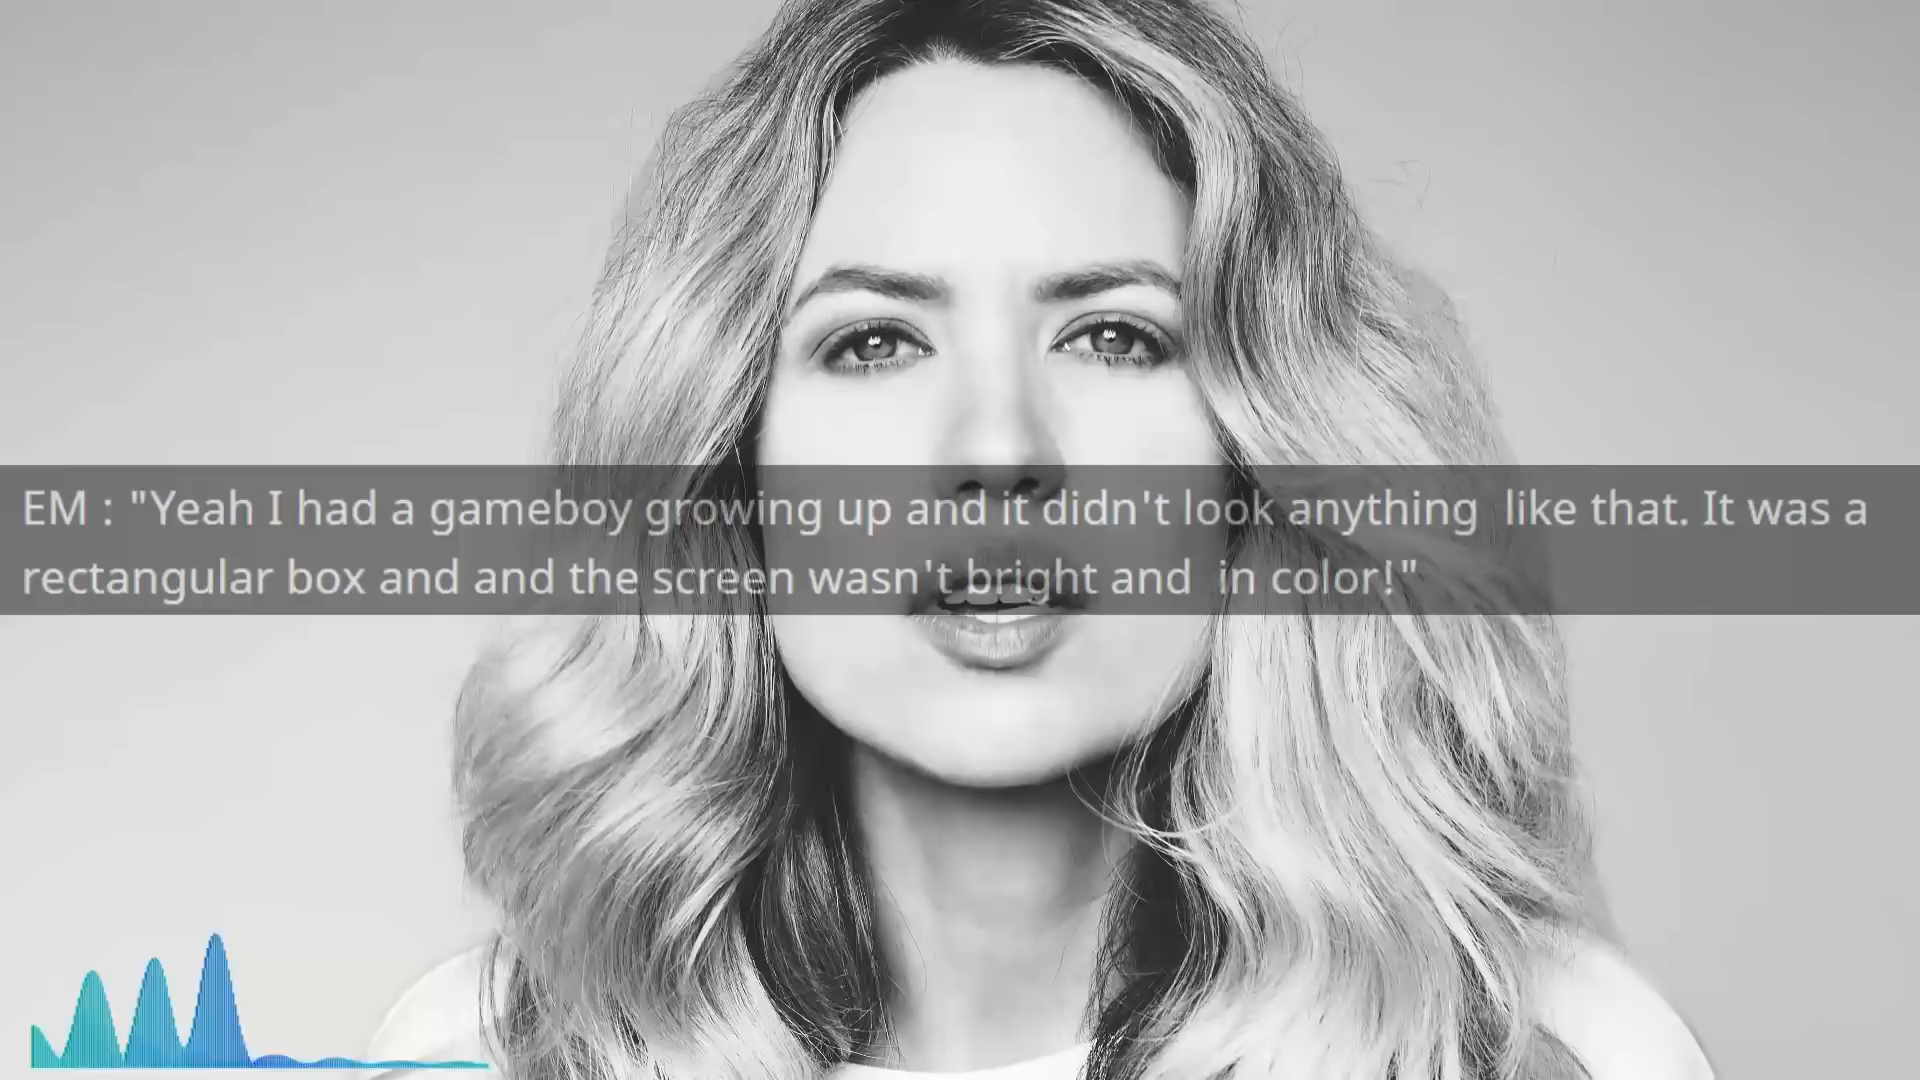 EM : "Yeah I had a gameboy growing up and it didn't look anything  like that. It was a
rectangular box and and the screen wasn't bright and  in color!"